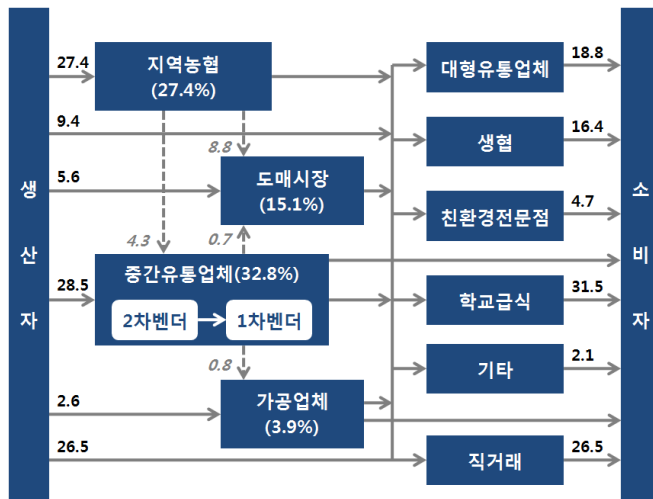 생산자
27.4
9.4
5.6
28.5
2.6
26.5
지역농협
(27.4%)
8.8
도매시장
(15.1%)
4.3
0.7
중간유통업체(32.8%)
2차벤더
1차벤더
0.8
가공업체
(3.9%)
대형유통업체
18.8
생협
16.4
친환경전문점
4.7
학교급식
31.5
기타
2.1
직거래
26.5
소비자